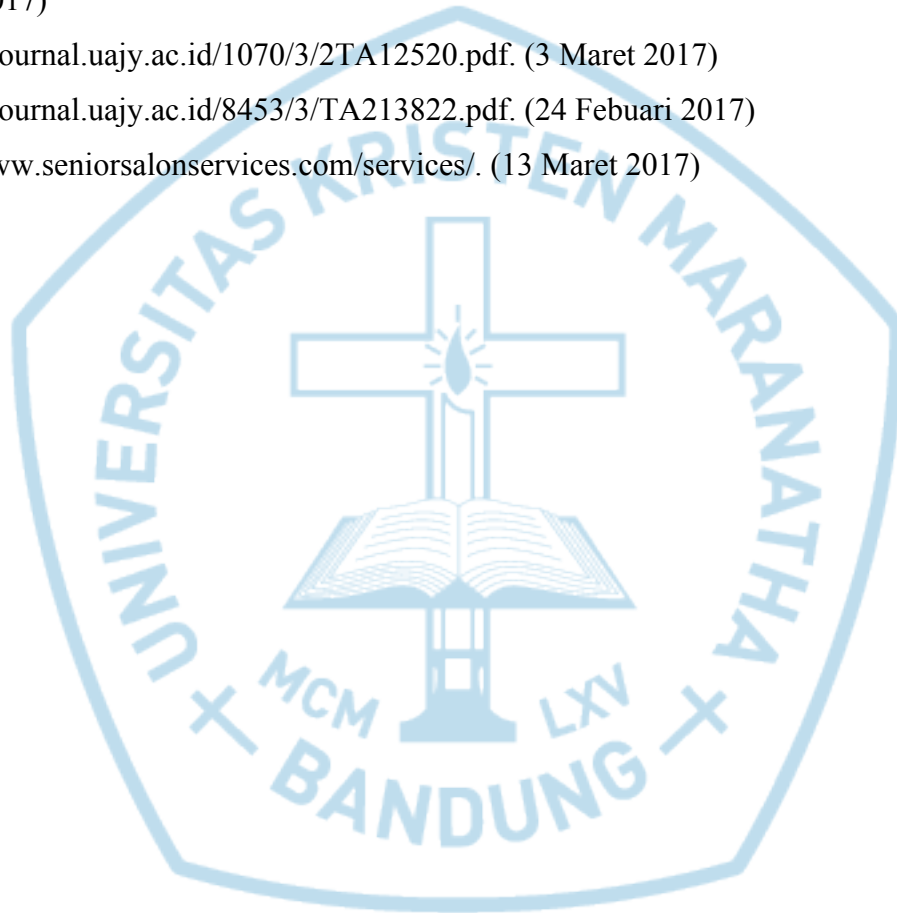 017)
ournal.uajy.ac.id/1070/3/2TA12520.pdf. (3 Maret 2017)
ournal.uajy.ac.id/8453/3/TA213822.pdf. (24 Febuari 2017)
ww.seniorsalonservices.com/services/. (13 Maret 2017)
UNIVERSITAS KRISTEN MARANATHA
MCM LXV
BANDUNG